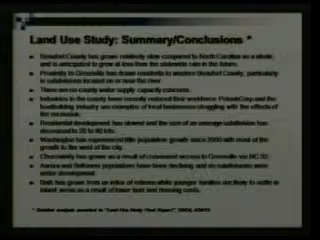 Land Use Study: Summary/Conclusions *
Beaufort County has grown relatively slow compared to North Carolina as a whole,
and is anticipated to grow at less than the statewide rate in the future.
Proximity to Greenville has drawn residents to western Beaufort County, particularly
in subdivisions located on or near the river.
There are no county water supply capacity concerns.
Industries in the county have recently reduced their workforce. PotashCorp and the
boatbuilding industry are examples of local businesses struggling with the effects of
the recession.
Residential development has slowed and the size of an average subdivision has
decreased to 20 to 60 lots.
Washington has experienced little population growth since 2000 with most of the
growth to the west of the city.
Chocowinity has grown as a result of convenient access to Greenville via NC 33.
Aurora and Belhaven populations have been declining and no subdivisions were
under development.
Bath has grown from an influx of retirees while younger families are likely to settle in
inland areas as a result of lower land and housing costs.
* Detailed analysis provided in "Land Use Study Final Report",